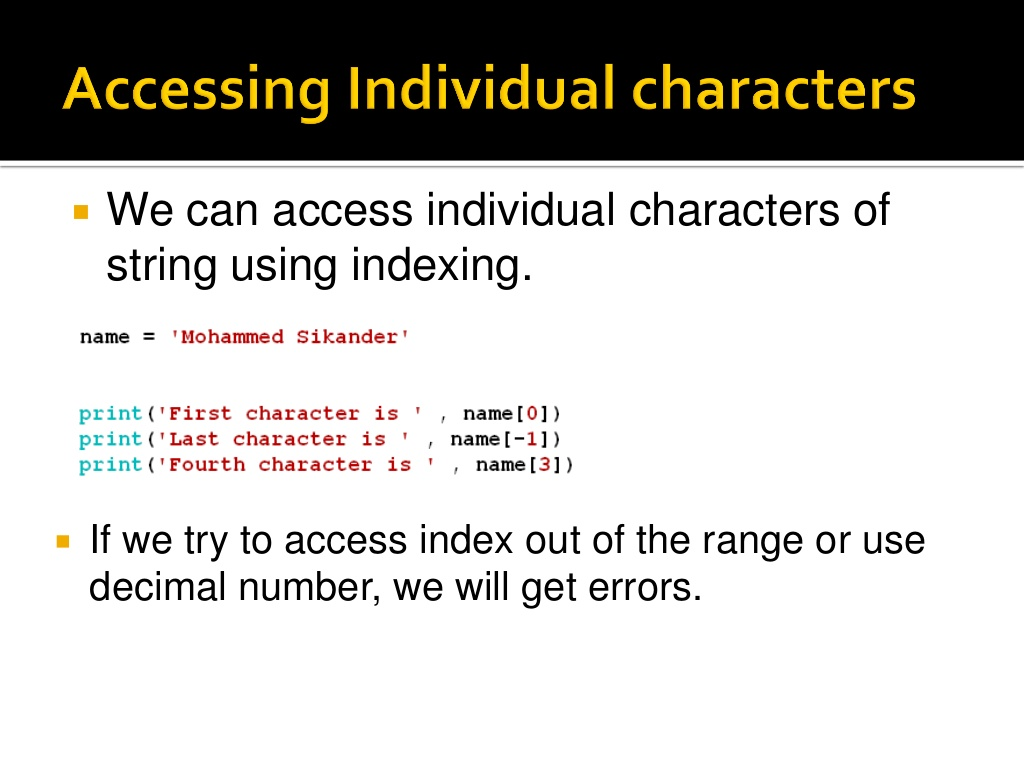 Accessing Individual characters
We can access individual characters of
string using indexing.
name = 'Mohammed Sikander'
print('First character is ' , name[0])
print('Last character is ' , name[-1])
print('Fourth character is ' , name[3])
If we try to access index out of the range or use
decimal number, we will get errors.